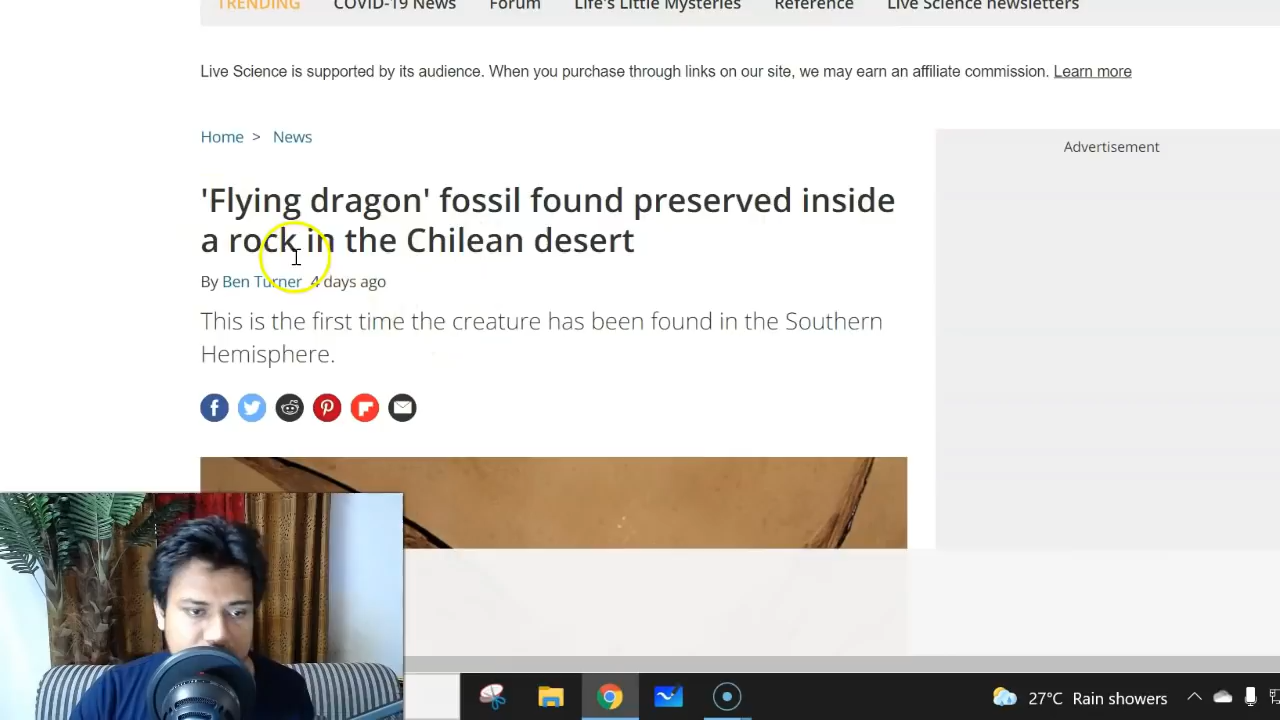 TRENDING COVID-19 News Forum Life's Little Mysteries Reference Live Science newsletters
Live Science is supported by its audience. When you purchase through links on our site, we may earn an affiliate commission. Learn more
Home > News
Advertisement
'Flying dragon' fossil found preserved inside
a rock in the Chilean desert
By Ben Turner 4 days ago
This is the first time the creature has been found in the Southern
Hemisphere.
27°C Rain showers